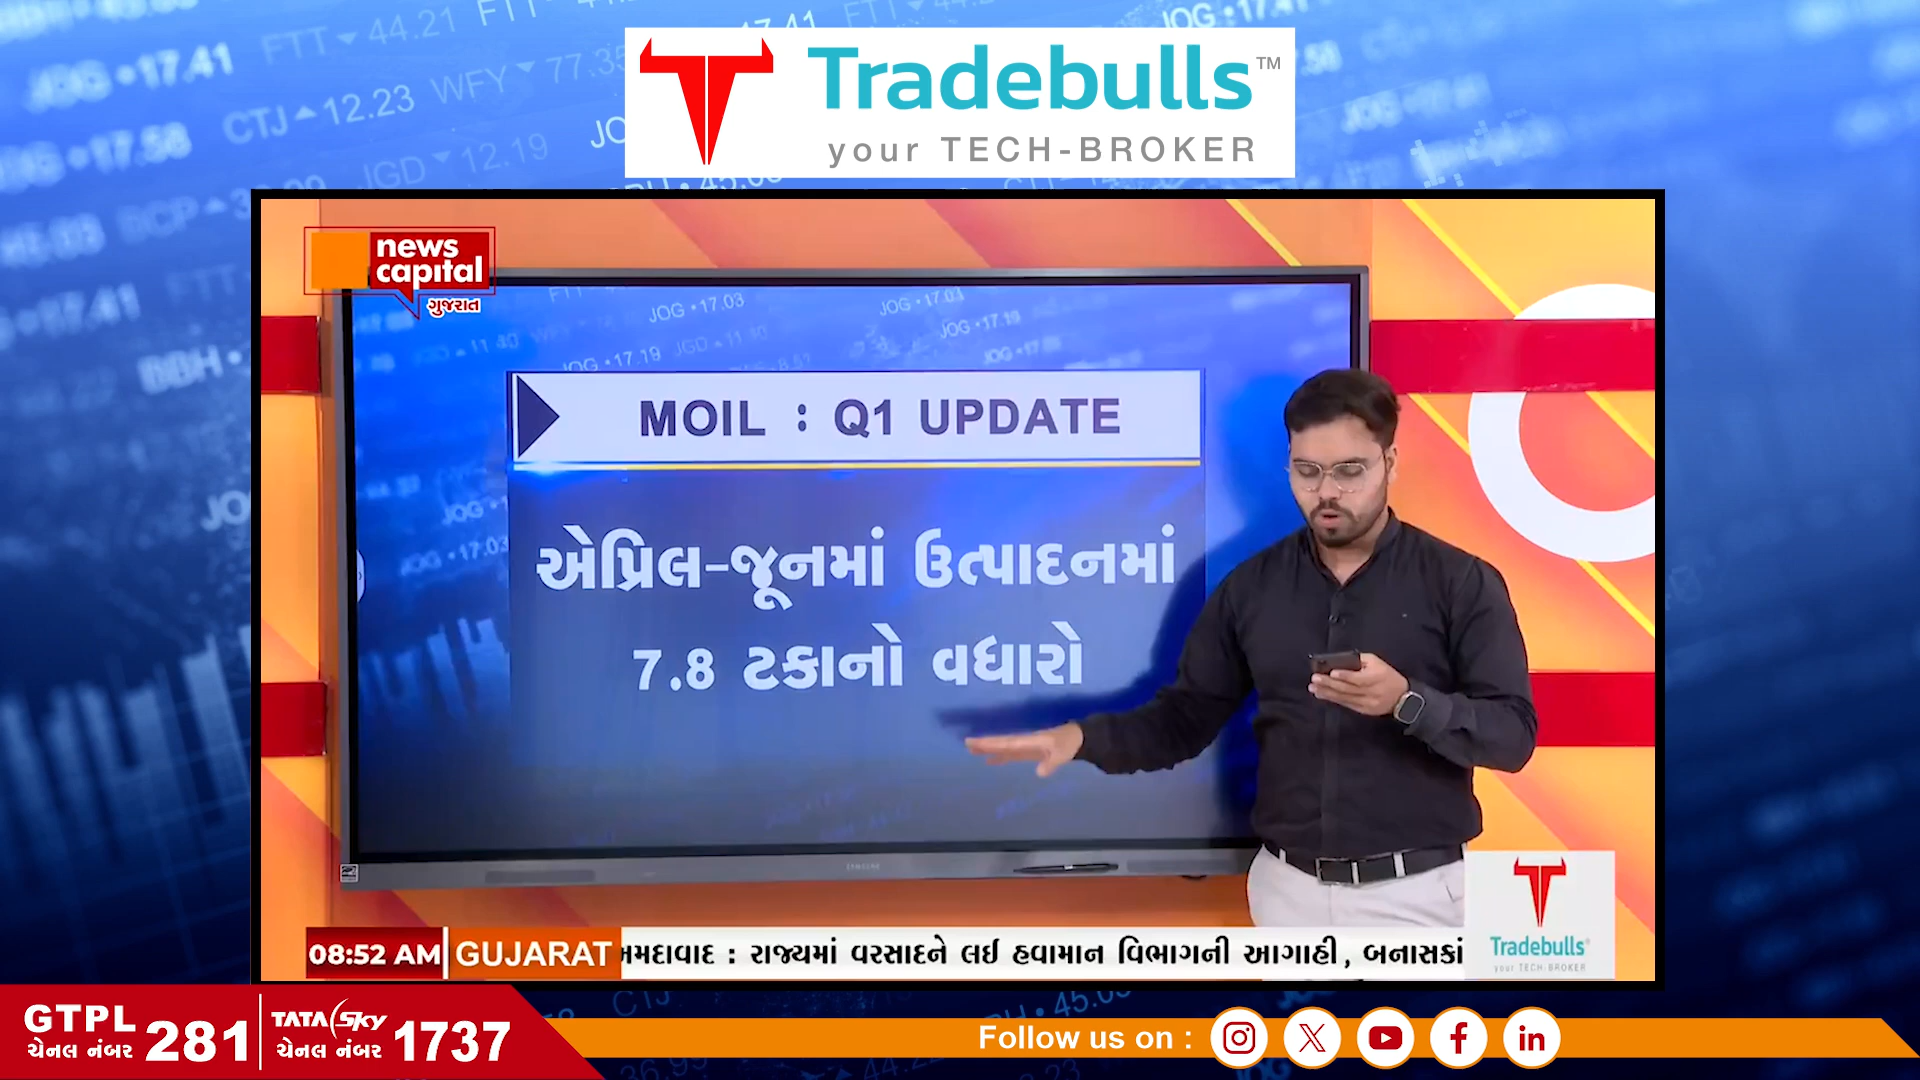 Tradebulls™
your TECH-BROKER
news
capital
ગુજરાત
MOIL : Q1 UPDATE
એપ્રિલ-જૂનમાં ઉત્પાદનમાં
7.8 ટકાનો વધારો
Tradebulls
your TECH-BROKER
08:52 AM GUJARAT અમદાવાદ : રાજ્યમાં વરસાદને લઈ હવામાન વિભાગની આગાહી, બનાસકાં
GTPL
ચેનલ નંબર 281
TATA Sky
ચેનલ નંબર 1737
Follow us on :